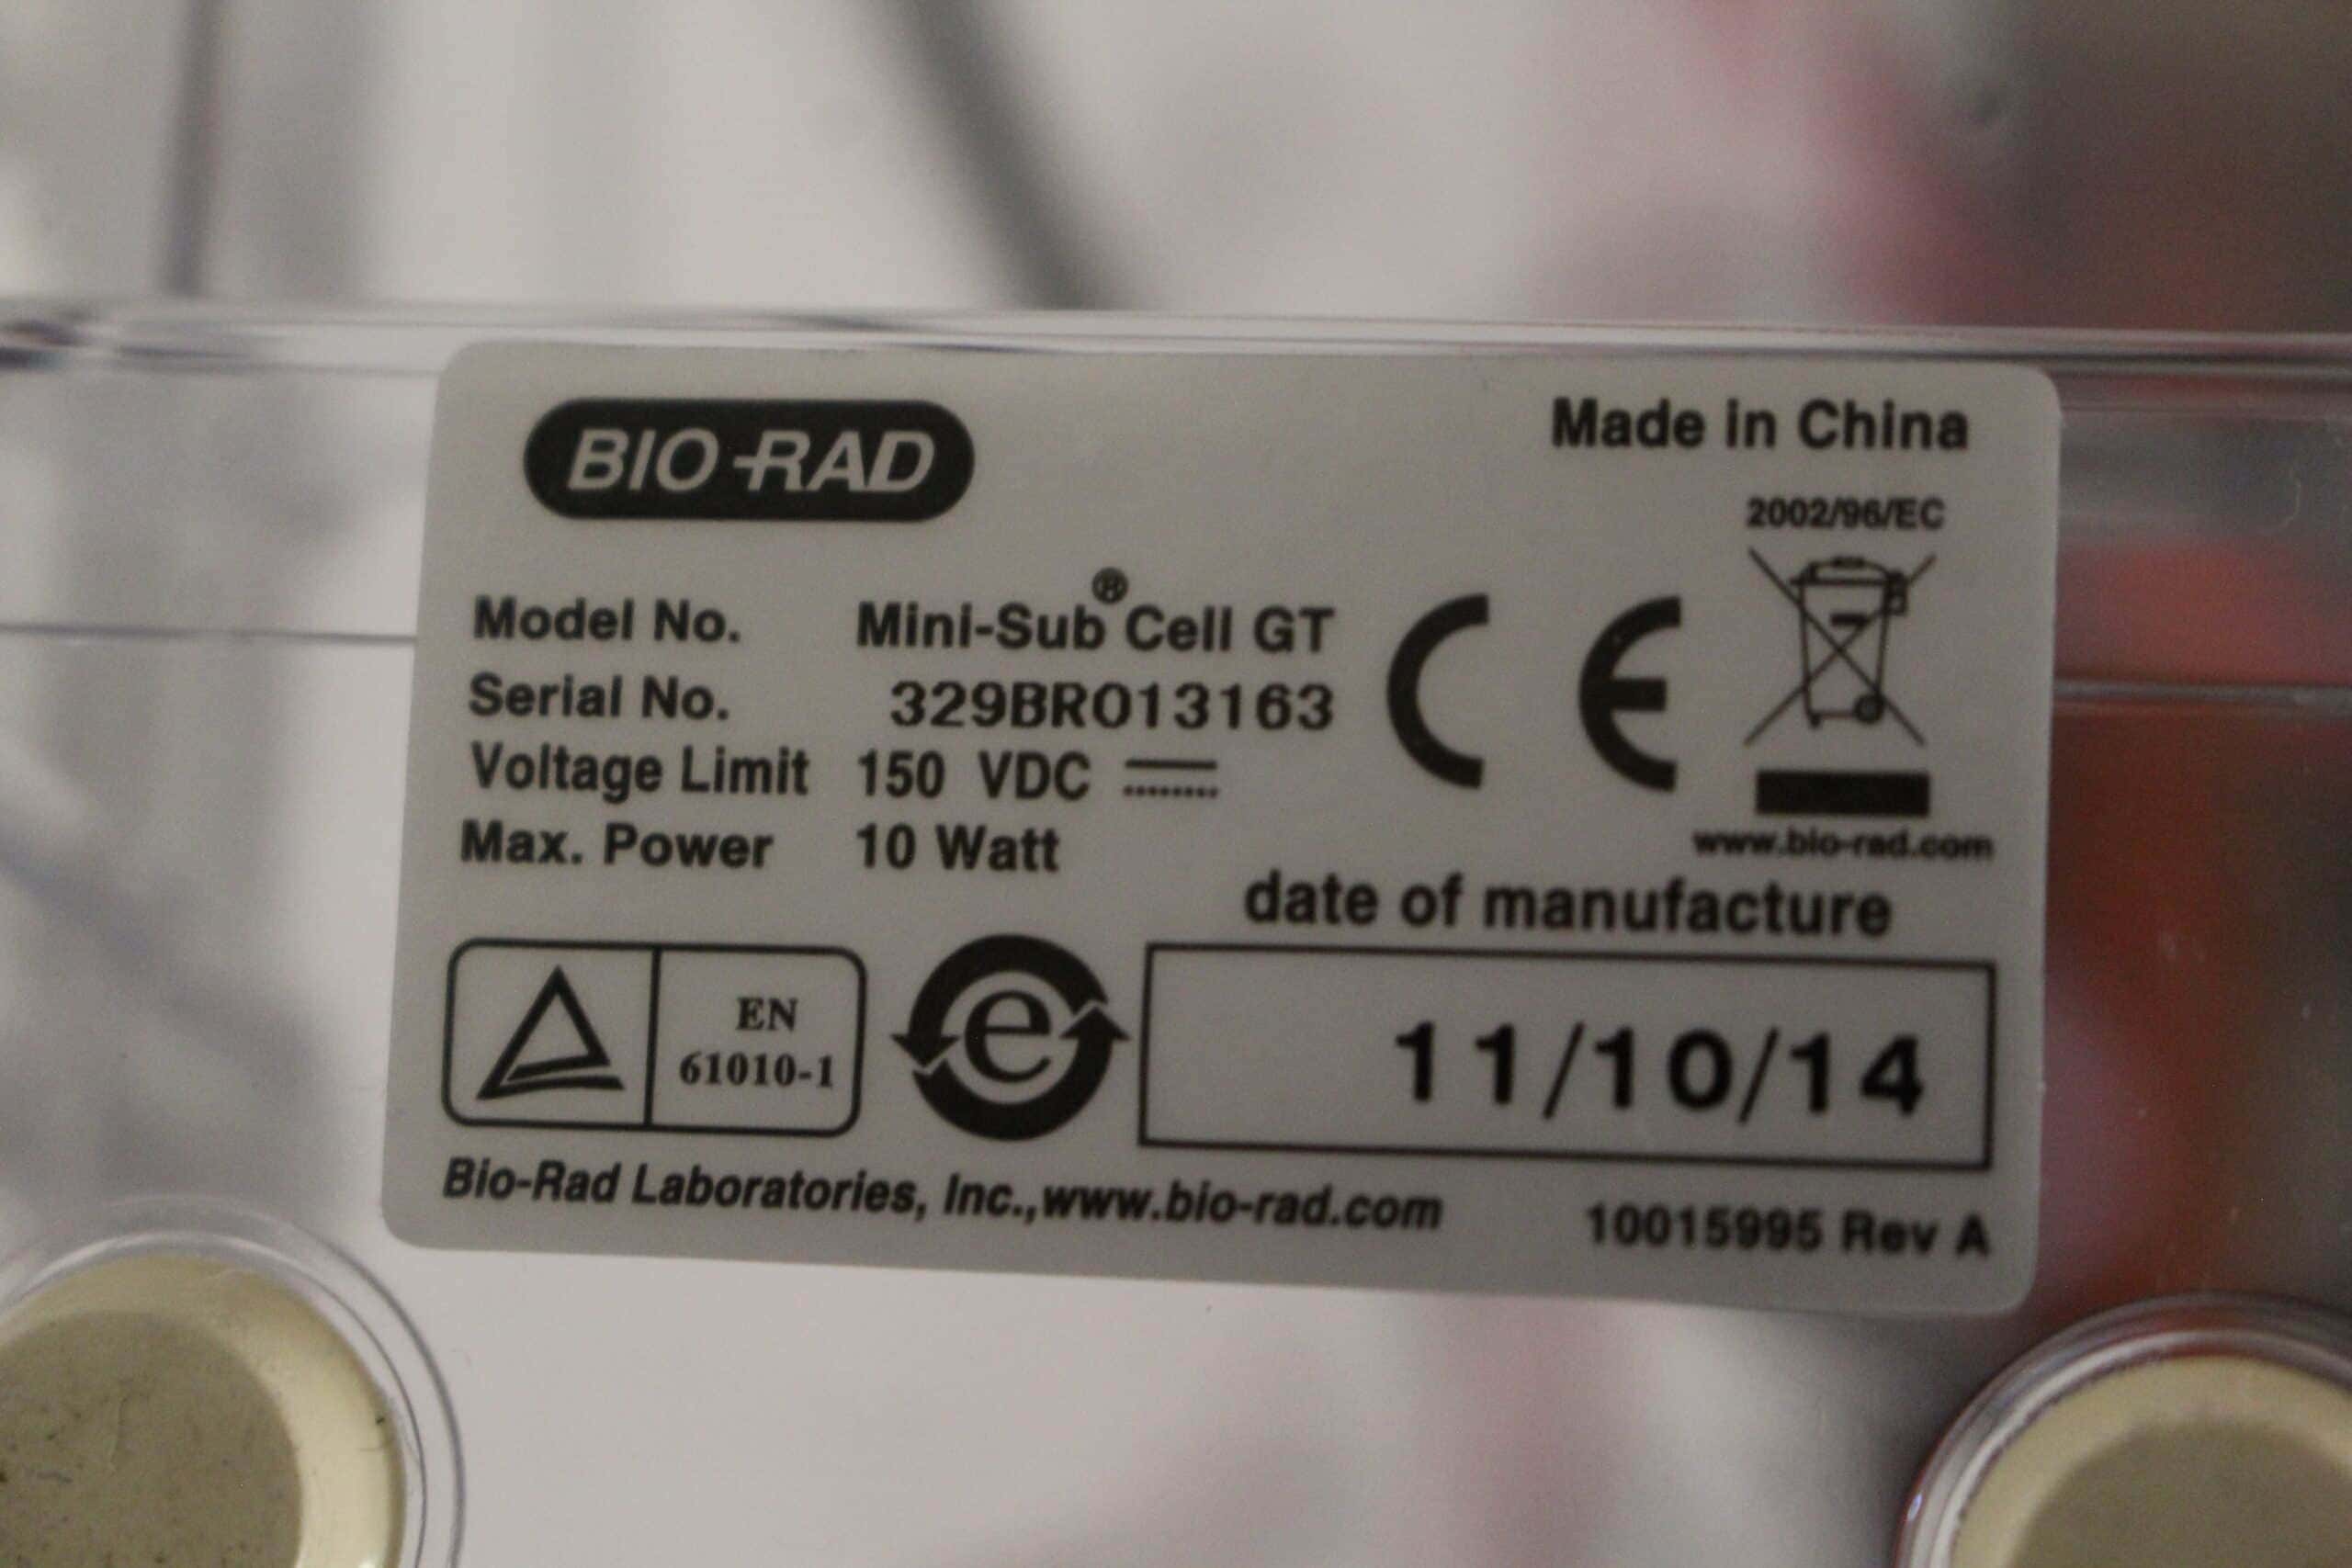 BIO-RAD
Made in China
2002/96/EC
Model No. Mini-Sub® Cell GT
Serial No. 329BR013163
Voltage Limit 150 VDC
Max. Power 10 Watt
CE
www.bio-rad.com
date of manufacture
EN
61010-1
e
11/10/14
Bio-Rad Laboratories, Inc.,www.bio-rad.com
10015995 Rev A